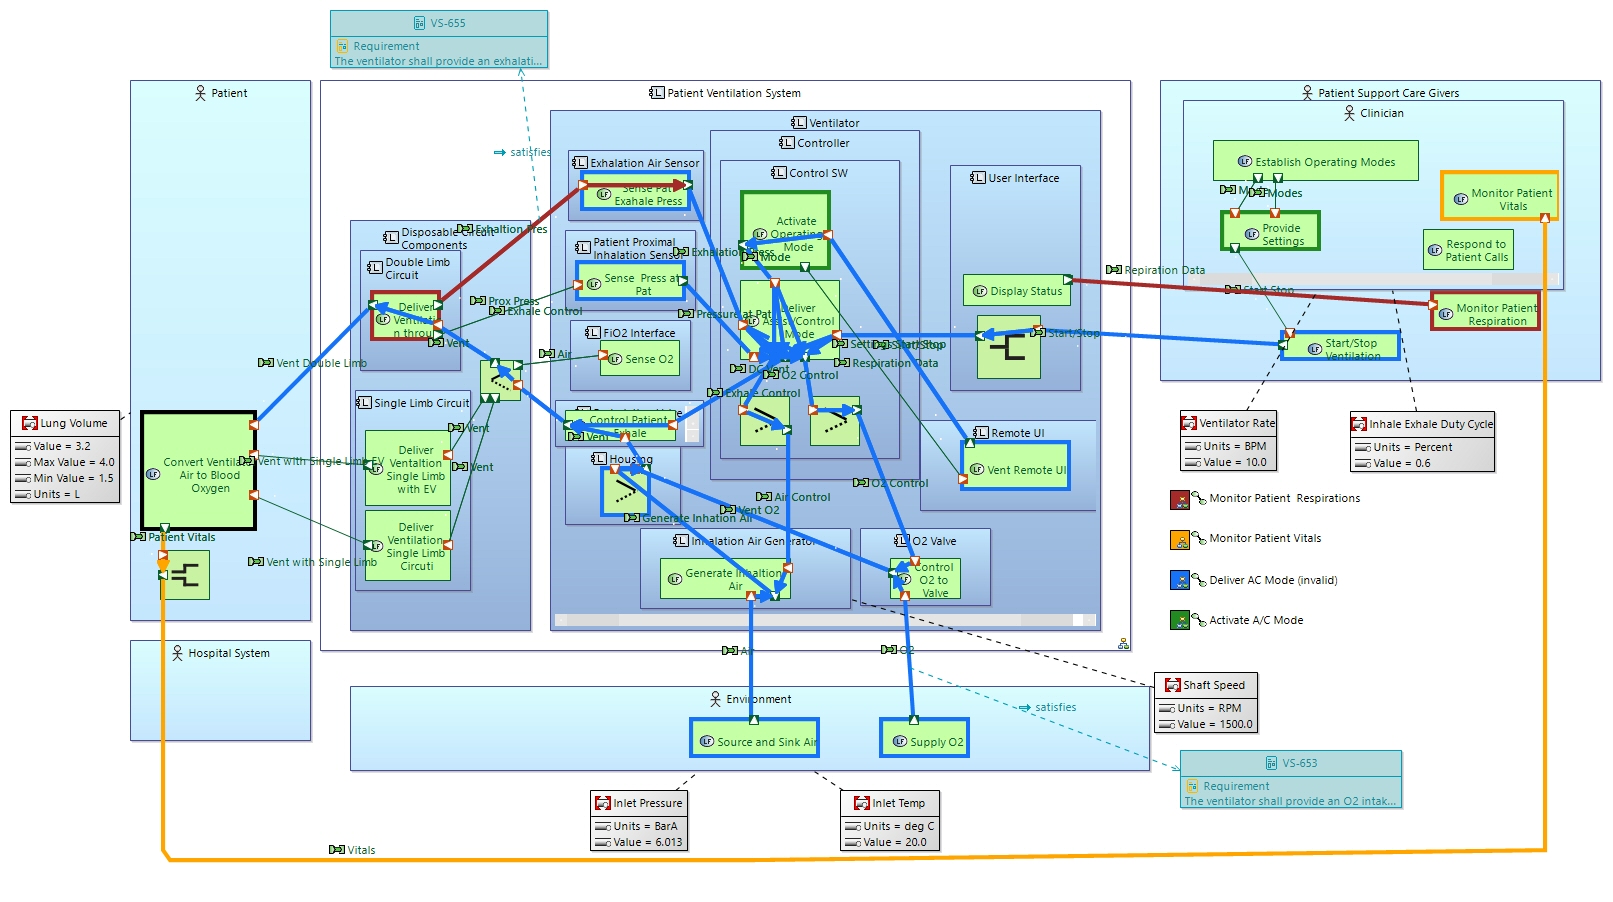 VS-655
Requirement
The ventilator shall provide an exhalati...
satisfies
Patient
Patient Ventilation System
Patient Support Care Givers
Clinician
Establish Operating Modes
Modes
Provide
Settings
Monitor Patient
Vitals
Respond to
Patient Calls
Start Stop
Monitor Patient
Respiration
Start/Stop
Ventilation
Repiration Data
Ventilator
Controller
Control SW
Exhalation Air Sensor
Sense Pat
Exahale Press
Activate
Operating
Mode
Mode
User Interface
Display Status
Start/Stop
Disposable Circuit
Components
Exhaltion Pres
Double Limb
Circuit
Deliver
Ventilati
n throu
Patient Proximal
Inhalation Sensor
Sense Press at
Pat
Prox Press
Exhale Control
Pressure at Pat
Deliver
Assist/Control
Mode
Respiration Data
O2 Control
Exhale Control
FiO2 Interface
Sense O2
Air
Vent
Vent Double Limb
Single Limb Circuit
Vent
Vent
Control Patient
Exhale
Vent
Deliver
Ventalation
Single Limb
with EV
Deliver
Ventilation
Single Limb
Circuti
Housing
Generate Inhation Air
Vent O2
Air Control
O2 Control
Remote UI
Vent Remote UI
Inhalation Air Generator
Generate Inhaltion
Air
O2 Valve
Control
O2 to
Valve
Lung Volume
Value = 3.2
Max Value = 4.0
Min Value = 1.5
Units = L
Convert Ventilat
Air to Blood
Oxygen
Vent with Single Limb EV
Vent with Single Limb
Patient Vitals
Hospital System
Air
O2
Environment
Source and Sink Air
Supply O2
Ventilator Rate
Units = BPM
Value = 10.0
Inhale Exhale Duty Cycle
Units = Percent
Value = 0.6
Monitor Patient Respirations
Monitor Patient Vitals
Deliver AC Mode (invalid)
Activate A/C Mode
Shaft Speed
Units = RPM
Value = 1500.0
satisfies
VS-653
Requirement
The ventilator shall provide an O2 intak...
Inlet Pressure
Units = BarA
Value = 6.013
Inlet Temp
Units = deg C
Value = 20.0
Vitals